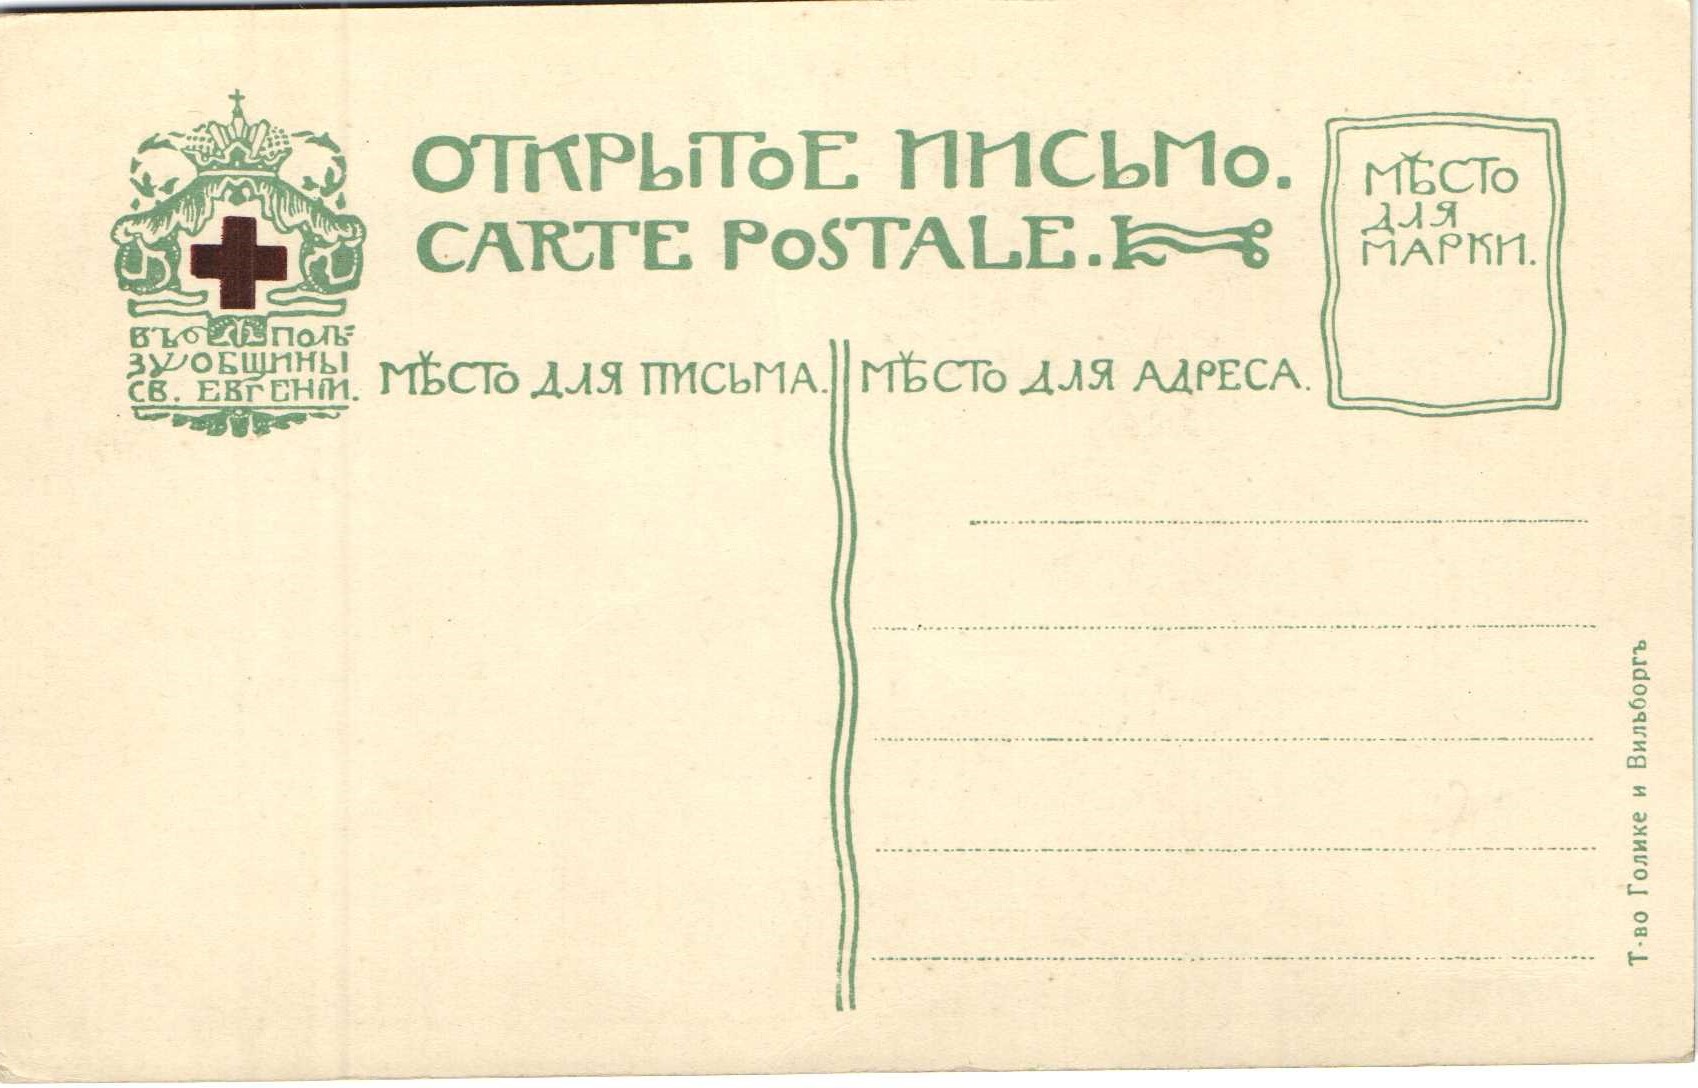 ОТКРЫТОЕ ПИСЬМО.
CARTE POSTALE.
МѢСТО
ДЛЯ
МАРКИ.
ВЪ ПОЛЬ-
ЗУ ОБЩИНЫ
СВ. ЕВГЕНІИ.
МѢСТО ДЛЯ ПИСЬМА.
МѢСТО ДЛЯ АДРЕСА.
Т-во Голике и Вильборгъ